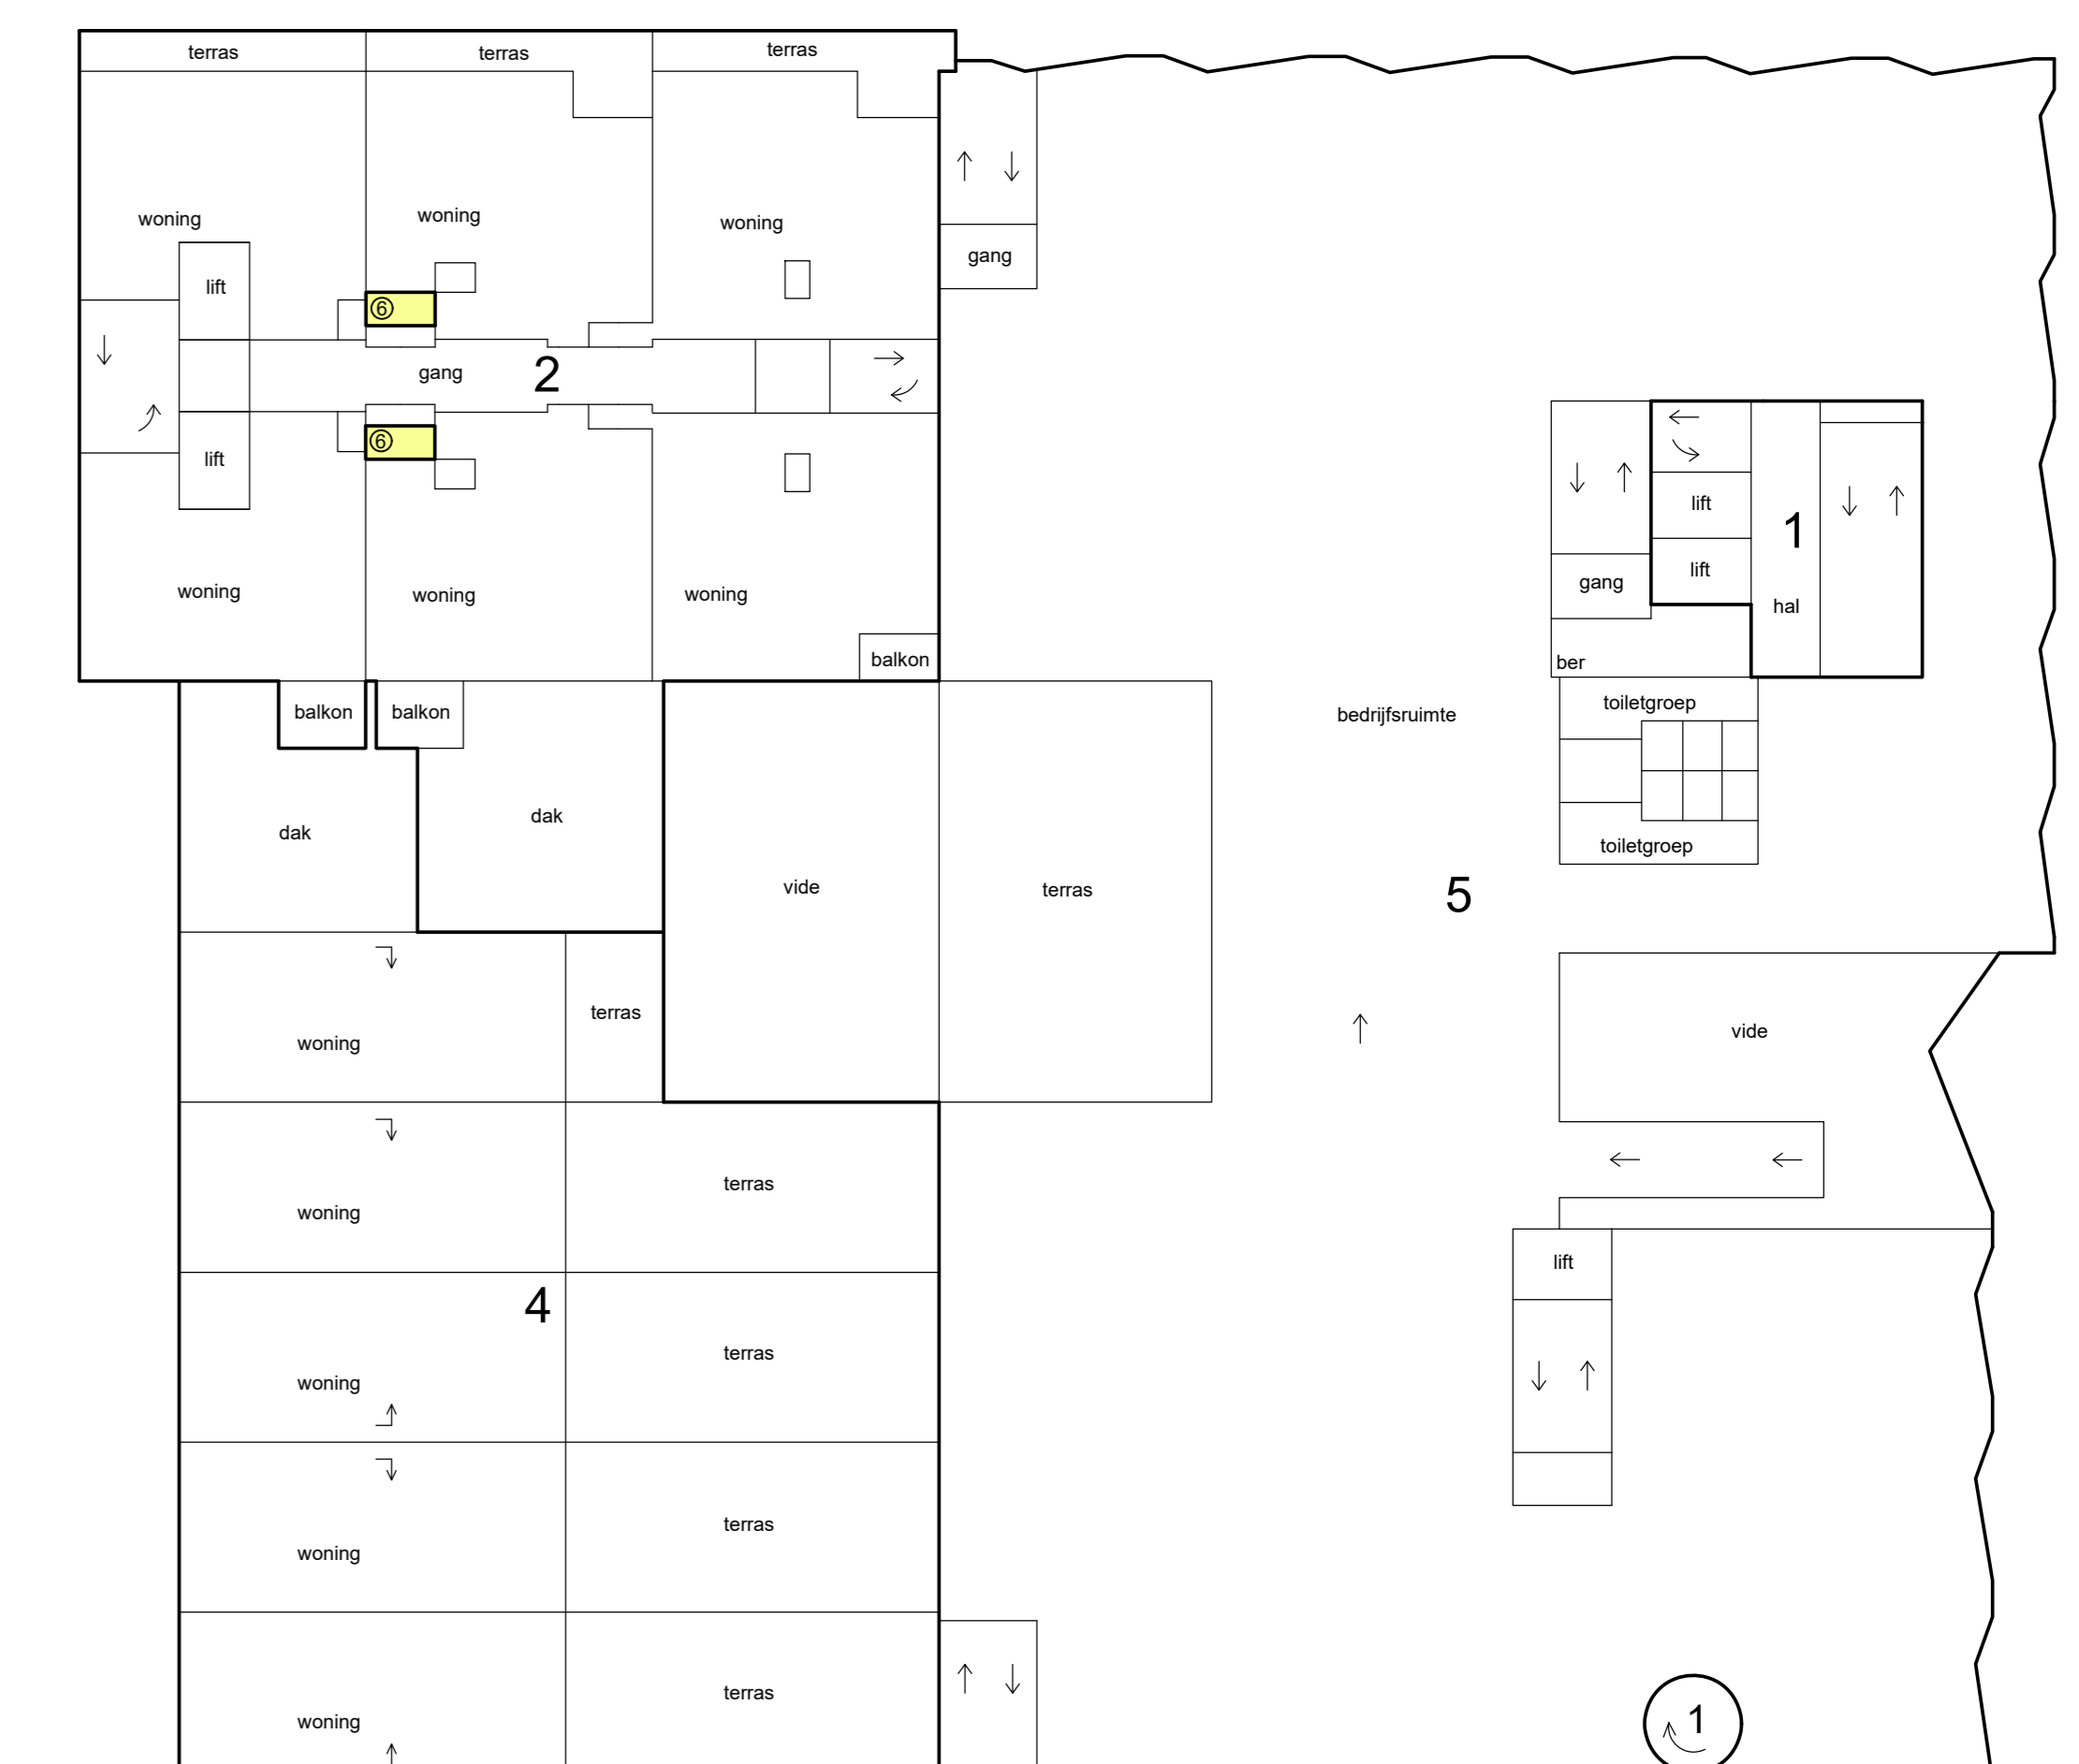 terras
terras
terras
woning
woning
woning
gang
lift
⑥
gang
2
⑥
lift
lift
gang
lift
1
hal
woning
woning
woning
balkon
ber
balkon
balkon
toiletgroep
bedrijfsruimte
dak
dak
toiletgroep
vide
terras
5
terras
woning
vide
terras
woning
lift
4
terras
woning
terras
woning
terras
woning
1